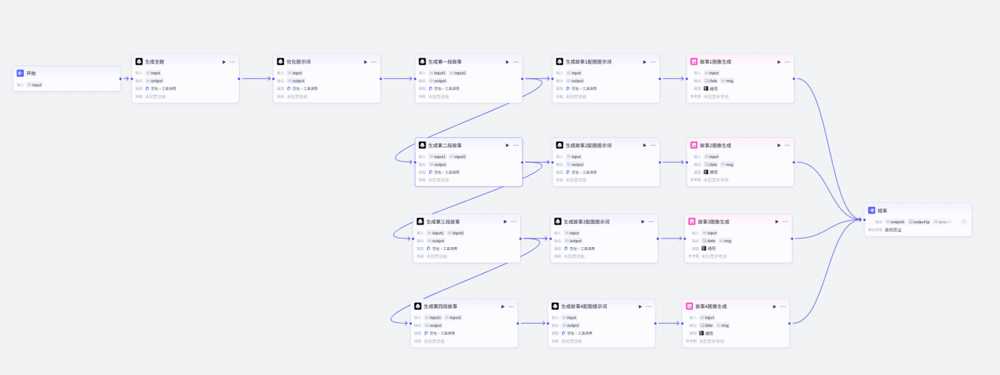 开始
输入 input
生成主题
输入 input
输出 output
模型 豆包·工具调用
技能 未配置技能
优化提示词
输入 input
输出 output
模型 豆包·工具调用
技能 未配置技能
生成第一段故事
输入 input1 input2
输出 output
模型 豆包·工具调用
技能 未配置技能
生成故事1配图提示词
输入 input
输出 output
模型 豆包·工具调用
技能 未配置技能
故事1图像生成
输入 input
输出 data msg
模型 通用
参考图 未配置参考图
生成第二段故事
输入 input1 input2
输出 output
模型 豆包·工具调用
技能 未配置技能
生成故事2配图提示词
输入 input
输出 output
模型 豆包·工具调用
技能 未配置技能
故事2图像生成
输入 input
输出 data msg
模型 通用
参考图 未配置参考图
生成第三段故事
输入 input1 input2
输出 output
模型 豆包·工具调用
技能 未配置技能
生成故事3配图提示词
输入 input
输出 output
模型 豆包·工具调用
技能 未配置技能
故事3图像生成
输入 input
输出 data msg
模型 通用
参考图 未配置参考图
生成第四段故事
输入 input1 input2
输出 output
模型 豆包·工具调用
技能 未配置技能
生成故事4配图提示词
输入 input
输出 output
模型 豆包·工具调用
技能 未配置技能
故事4图像生成
输入 input
输出 data msg
模型 通用
参考图 未配置参考图
结束
输出 output1 output1p
输出类型 返回变量